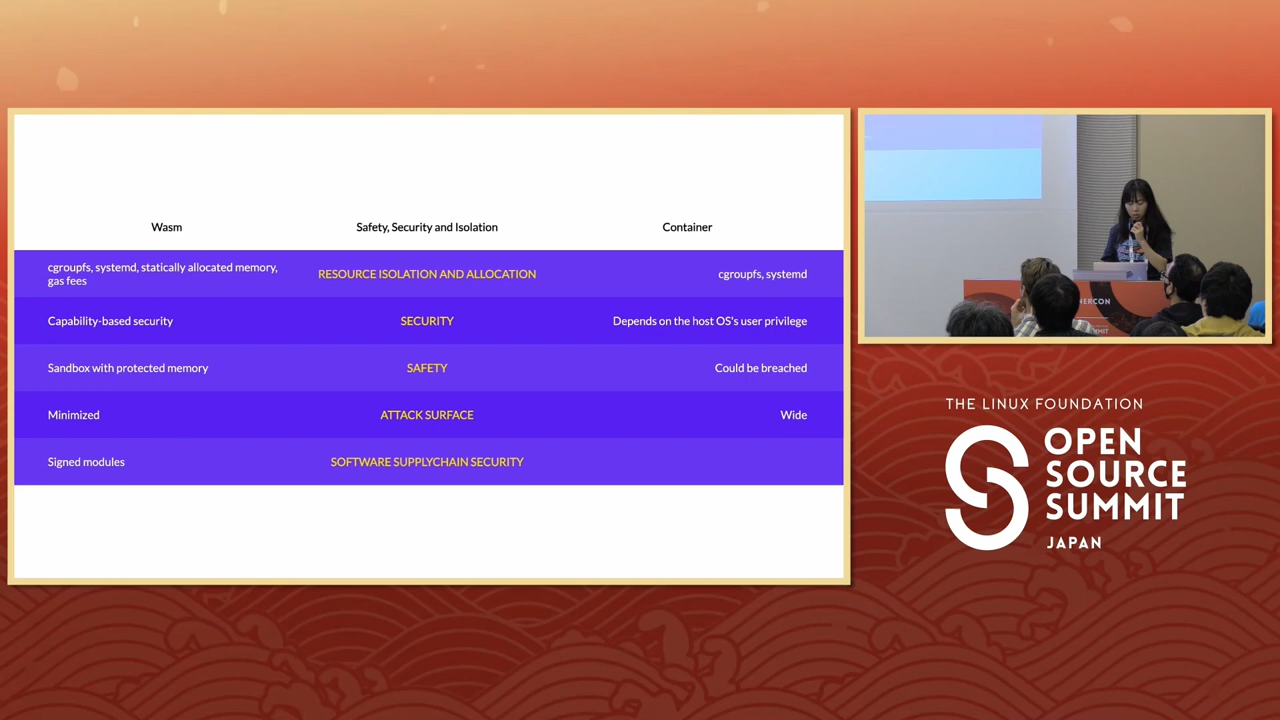 Wasm
Safety, Security and Isolation
Container
cgroupfs, systemd, statically allocated memory,
gas fees
RESOURCE ISOLATION AND ALLOCATION
cgroupfs, systemd
Capability-based security
SECURITY
Depends on the host OS's user privilege
Sandbox with protected memory
SAFETY
Could be breached
Minimized
ATTACK SURFACE
Wide
Signed modules
SOFTWARE SUPPLYCHAIN SECURITY
THE LINUX FOUNDATION
OPEN
SOURCE
SUMMIT
JAPAN